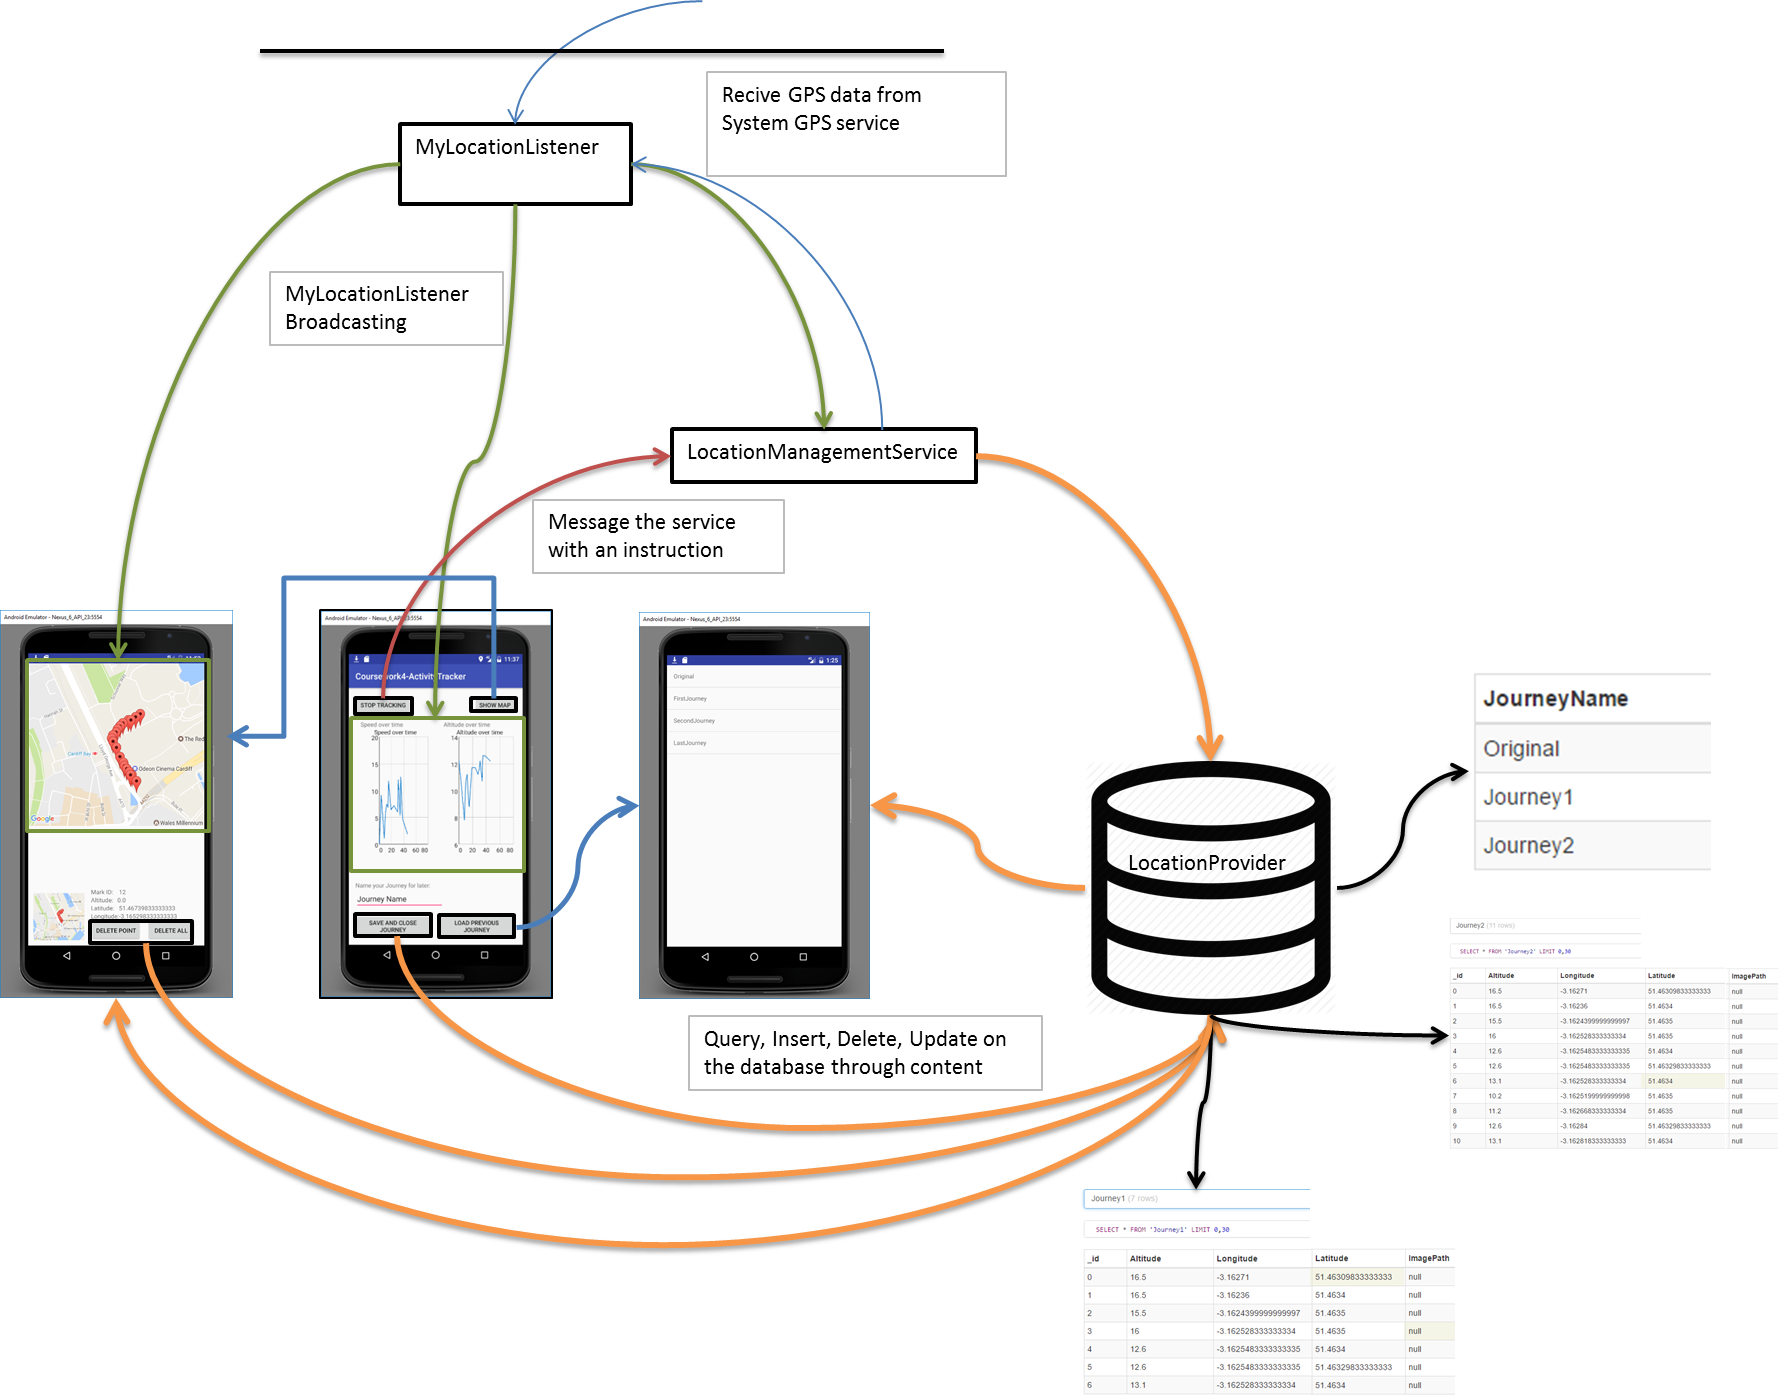 Recive GPS data from
System GPS service
MyLocationListener
MyLocationListener
Broadcasting
LocationManagementService
Message the service
with an instruction
Android Emulator - Nexus_6_API_23:5554
The Red
Cardiff Bay
Odeon Cinema Cardiff
Google
Wales Millennium
Mark ID: 12
Altitude: 0.0
Latitude: 51.46739833333333
Longitude:-3.165298333333333
DELETE POINT
DELETE ALL
Android Emulator - Nexus_6_API_23:5554
11:37
Coursework4-ActivityTracker
STOP TRACKING
SHOW MAP
Speed over time
Altitude over time
Speed over time
Altitude over time
20
15
10
5
0
0 20 40 60 80
14
12
10
8
6
0 20 40 60 80
Name your Journey for later:
Journey Name
SAVE AND CLOSE
JOURNEY
LOAD PREVIOUS
JOURNEY
Android Emulator - Nexus_6_API_23:5554
1:25
Original
FirstJourney
SecondJourney
LastJourney
LocationProvider
Query, Insert, Delete, Update on
the database through content
JourneyName
Original
Journey1
Journey2
Journey2 (11 rows)
SELECT * FROM 'Journey2' LIMIT 0,30
_id Altitude Longitude Latitude ImagePath
0 16.5 -3.16271 51.46309833333333 null
1 16.5 -3.16236 51.4634 null
2 15.5 -3.1624399999999997 51.4635 null
3 16 -3.162528333333334 51.4635 null
4 12.6 -3.1625483333333335 51.4634 null
5 12.6 -3.1625483333333335 51.46329833333333 null
6 13.1 -3.162528333333334 51.4634 null
7 10.2 -3.1625199999999998 51.4635 null
8 11.2 -3.162668333333334 51.4635 null
9 12.6 -3.16284 51.46329833333333 null
10 13.1 -3.162818333333333 51.4634 null
Journey1 (7 rows)
SELECT * FROM 'Journey1' LIMIT 0,30
_id Altitude Longitude Latitude ImagePath
0 16.5 -3.16271 51.46309833333333 null
1 16.5 -3.16236 51.4634 null
2 15.5 -3.1624399999999997 51.4635 null
3 16 -3.162528333333334 51.4635 null
4 12.6 -3.1625483333333335 51.4634 null
5 12.6 -3.1625483333333335 51.46329833333333 null
6 13.1 -3.162528333333334 51.4634 null